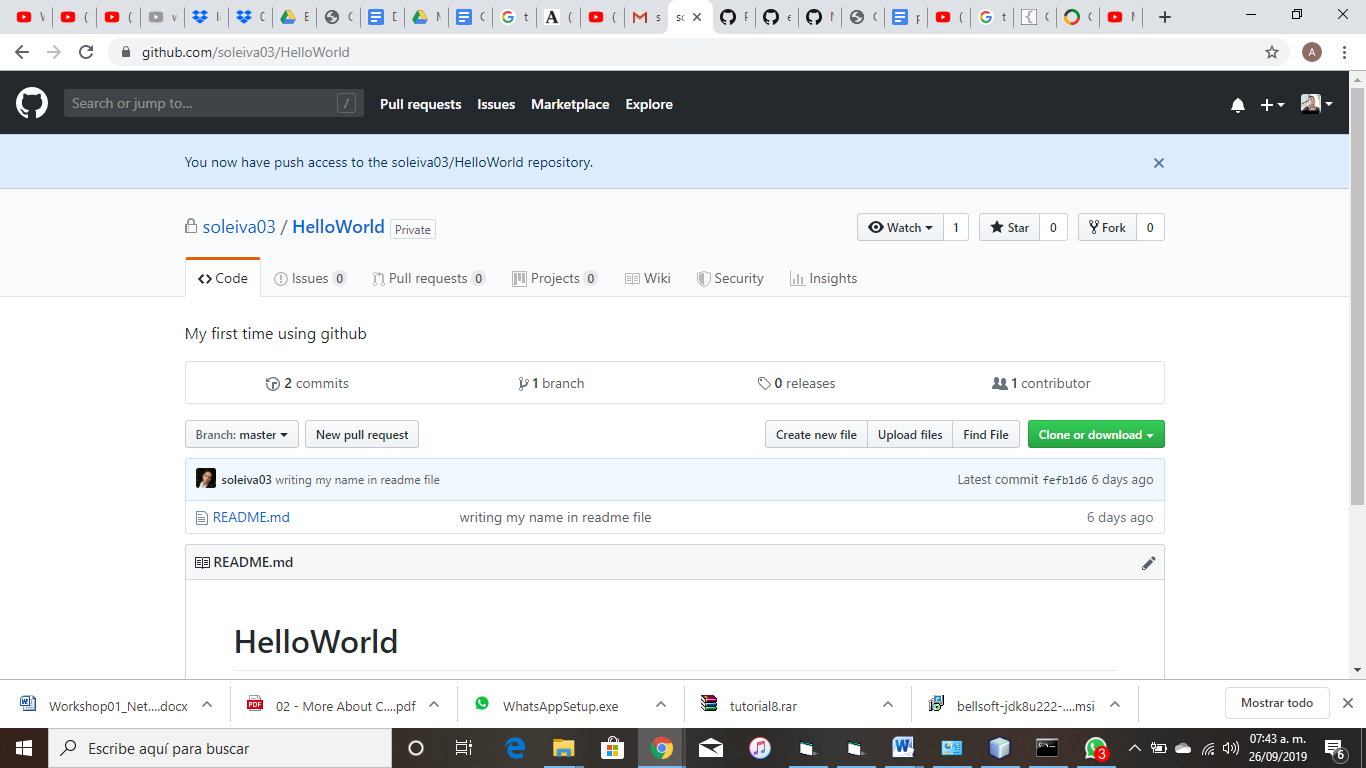 github.com/soleiva03/HelloWorld
A
Search or jump to... /
Pull requests Issues Marketplace Explore
You now have push access to the soleiva03/HelloWorld repository.
soleiva03 / HelloWorld Private
Watch 1 Star 0 Fork 0
Code Issues 0 Pull requests 0 Projects 0 Wiki Security Insights
My first time using github
2 commits 1 branch 0 releases 1 contributor
Branch: master New pull request Create new file Upload files Find File Clone or download
soleiva03 writing my name in readme file Latest commit fefb1d6 6 days ago
README.md writing my name in readme file 6 days ago
README.md
HelloWorld
Workshop01_Net....docx 02 - More About C....pdf WhatsAppSetup.exe tutorial8.rar bellsoft-jdk8u222-....msi Mostrar todo
Escribe aquí para buscar
3
07:43 a. m.
26/09/2019
6